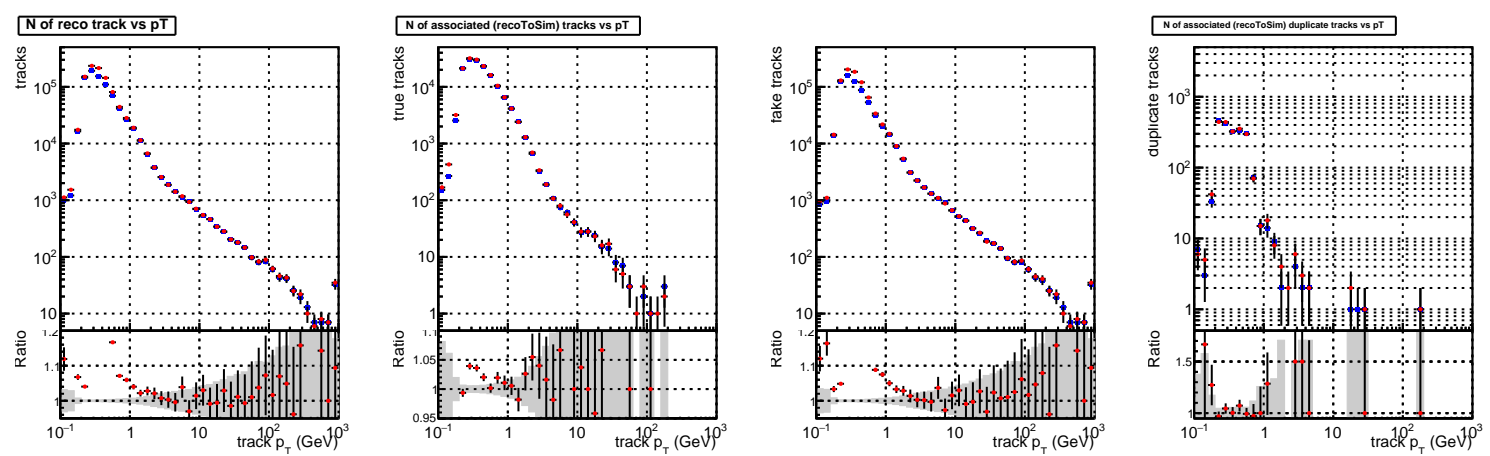 N of reco track vs pT
N of associated (recoToSim) tracks vs pT
N of associated (recoToSim) duplicate tracks vs pT
tracks
10^5
10^4
10^3
10^2
10
Ratio
1.2
1.1
1
10^-1 1 10 10^2 10^3
track p_T (GeV)
true tracks
10^4
10^3
10^2
10
1
Ratio
1.1
1.05
1
0.95
10^-1 1 10 10^2 10^3
track p_T (GeV)
fake tracks
10^5
10^4
10^3
10^2
10
Ratio
1.2
1.1
1
10^-1 1 10 10^2 10^3
track p_T (GeV)
duplicate tracks
10^3
10^2
10
1
Ratio
1.5
1
10^-1 1 10 10^2 10^3
track p_T (GeV)